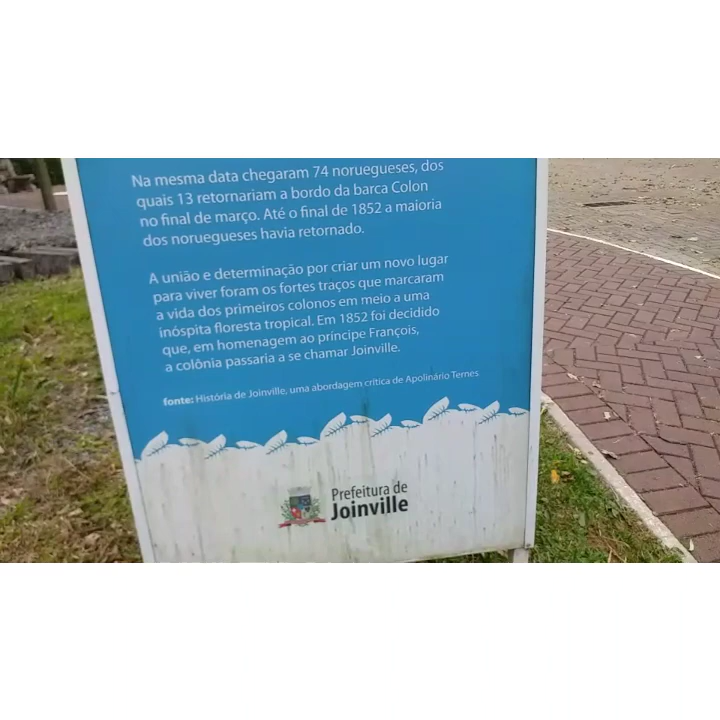 Na mesma data chegaram 74 noruegueses, dos
quais 13 retornariam a bordo da barca Colon
no final de março. Até o final de 1852 a maioria
dos noruegueses havia retornado.
A união e determinação por criar um novo lugar
para viver foram os fortes traços que marcaram
a vida dos primeiros colonos em meio a uma
inóspita floresta tropical. Em 1852 foi decidido
que, em homenagem ao príncipe François,
a colônia passaria a se chamar Joinville.
fonte: História de Joinville, uma abordagem crítica de Apolinário Ternes
Prefeitura de
Joinville